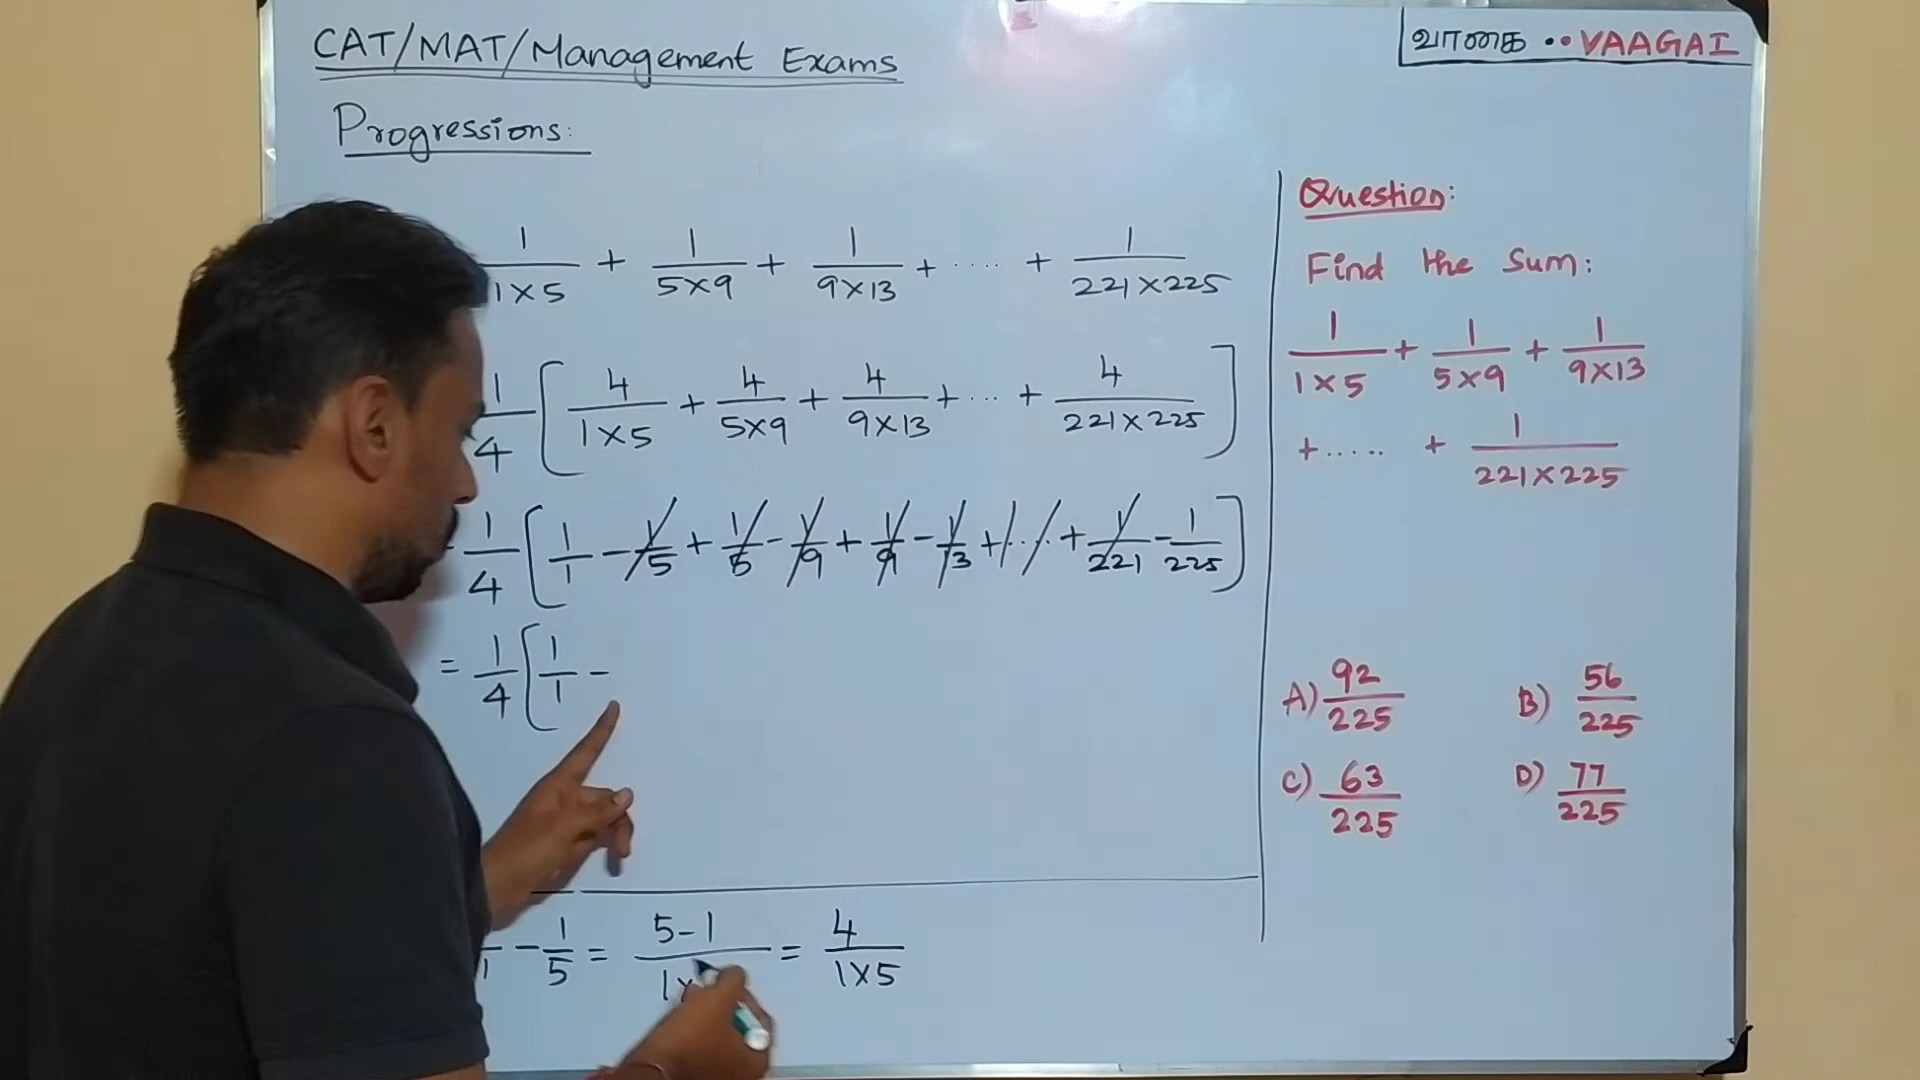 CAT/MAT/Management Exams
வாகை ..VAAGAI
Progressions:
1/(1×5) + 1/(5×9) + 1/(9×13) + .... + 1/(221×225)
1/4 [ 4/(1×5) + 4/(5×9) + 4/(9×13) + ... + 4/(221×225) ]
1/4 [ 1/1 - 1/5 + 1/5 - 1/9 + 1/9 - 1/13 + ... + 1/221 - 1/225 ]
= 1/4 [ 1/1 -
- 1/5 = (5-1)/(1× = 4/(1×5)
Question:
Find the Sum:
1/(1×5) + 1/(5×9) + 1/(9×13)
+ ..... + 1/(221×225)
A) 92/225 B) 56/225
C) 63/225 D) 77/225